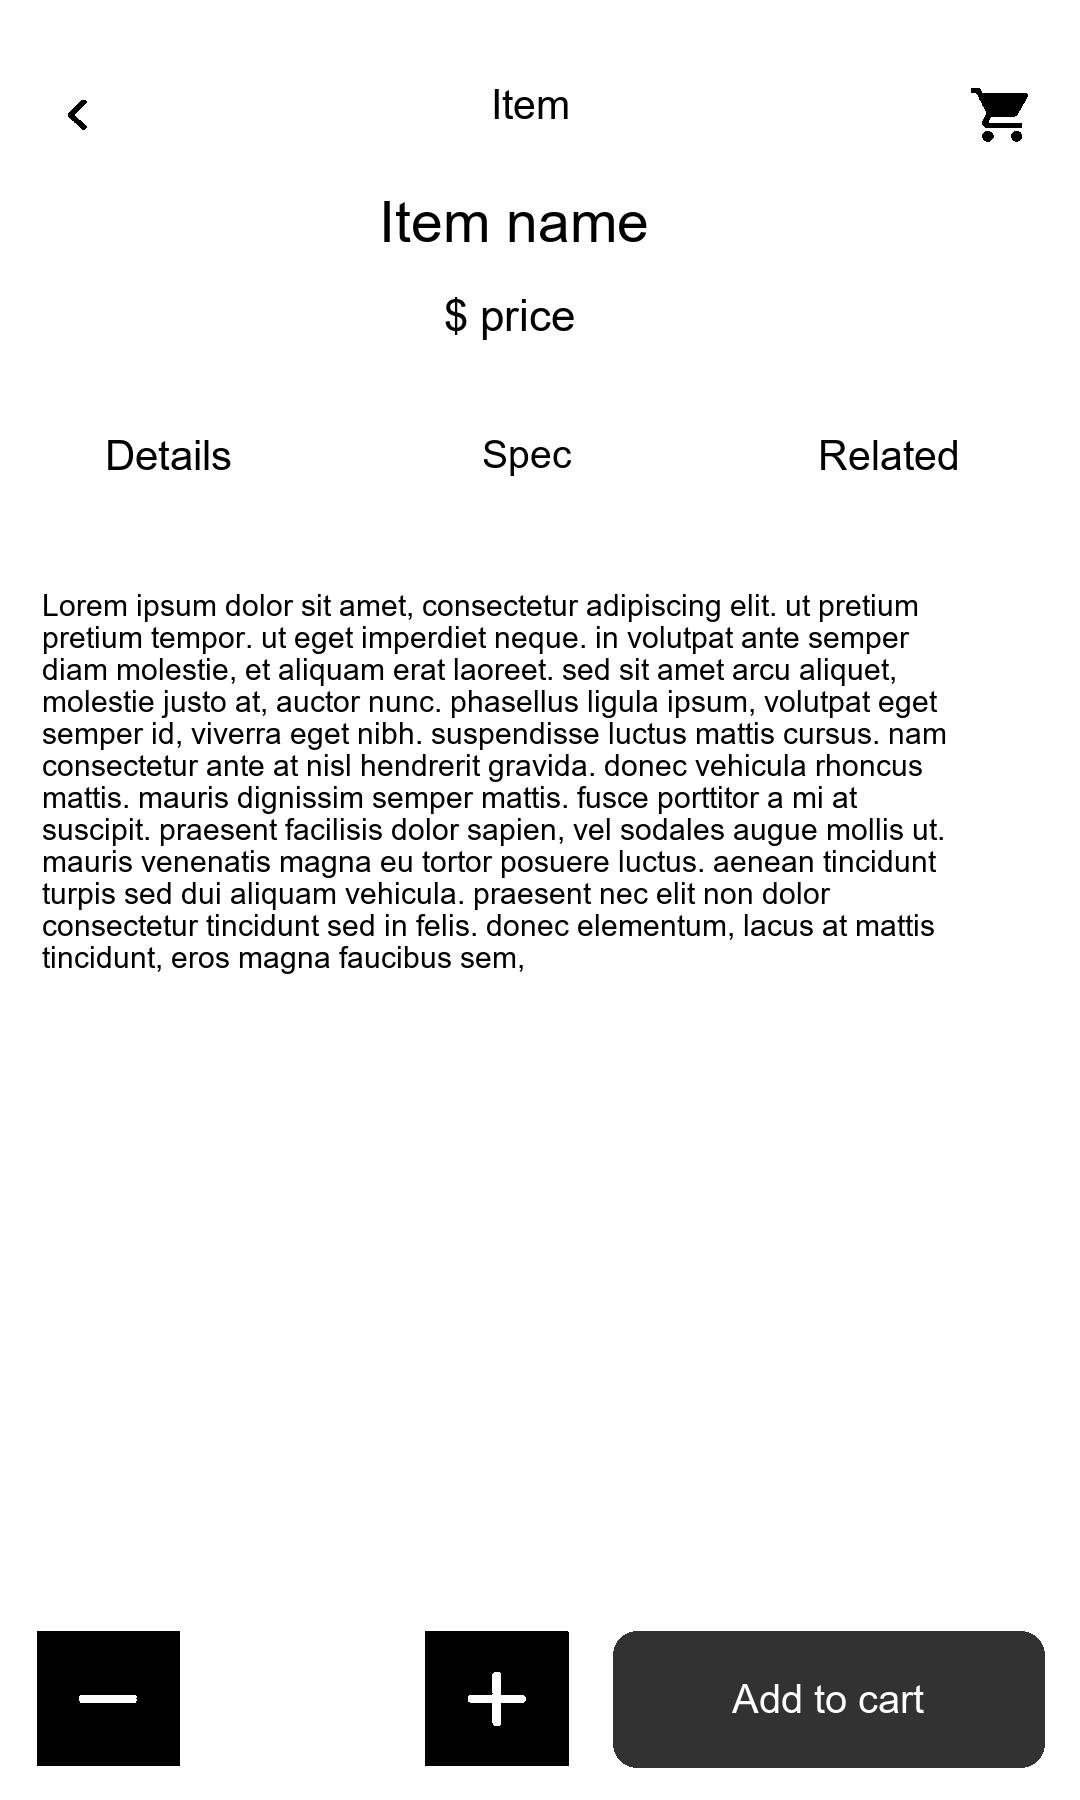 Item
Item name
$ price
Details Spec Related
Lorem ipsum dolor sit amet, consectetur adipiscing elit. ut pretium
pretium tempor. ut eget imperdiet neque. in volutpat ante semper
diam molestie, et aliquam erat laoreet. sed sit amet arcu aliquet,
molestie justo at, auctor nunc. phasellus ligula ipsum, volutpat eget
semper id, viverra eget nibh. suspendisse luctus mattis cursus. nam
consectetur ante at nisl hendrerit gravida. donec vehicula rhoncus
mattis. mauris dignissim semper mattis. fusce porttitor a mi at
suscipit. praesent facilisis dolor sapien, vel sodales augue mollis ut.
mauris venenatis magna eu tortor posuere luctus. aenean tincidunt
turpis sed dui aliquam vehicula. praesent nec elit non dolor
consectetur tincidunt sed in felis. donec elementum, lacus at mattis
tincidunt, eros magna faucibus sem,
Add to cart